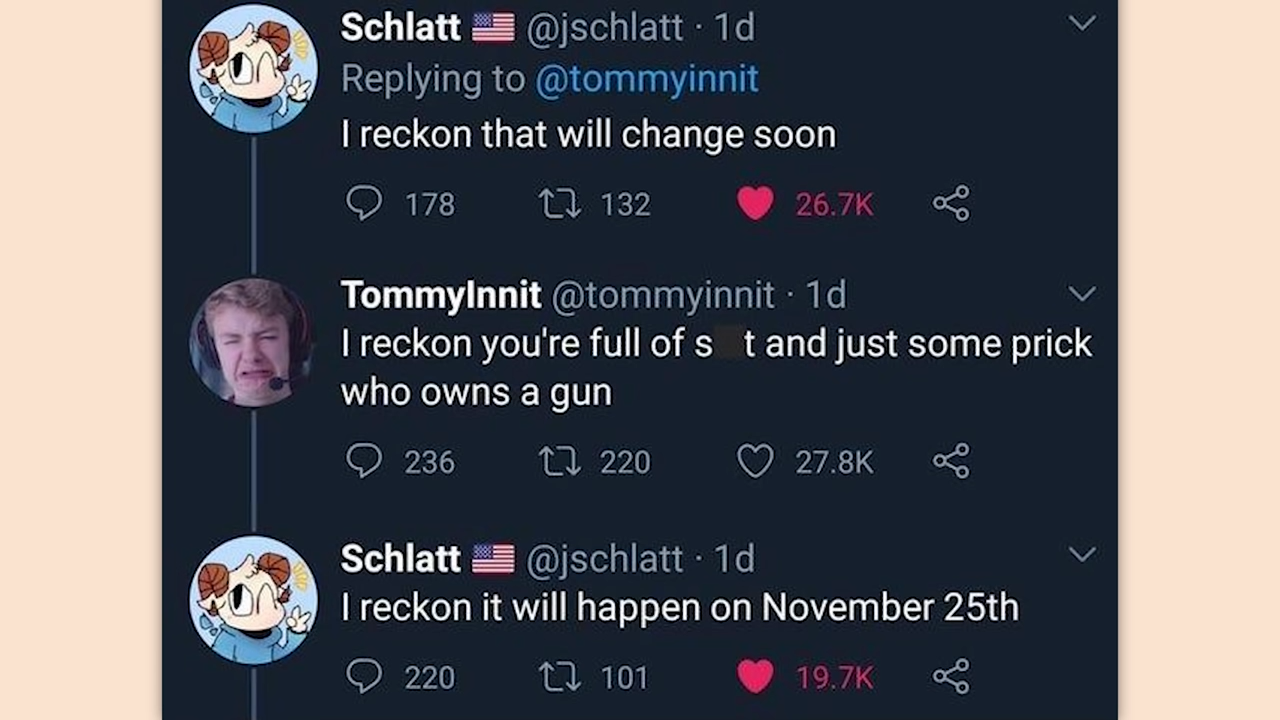 Schlatt 🇺🇸 @jschlatt · 1d
Replying to @tommyinnit
I reckon that will change soon
178 132 26.7K
TommyInnit @tommyinnit · 1d
I reckon you're full of s t and just some prick
who owns a gun
236 220 27.8K
Schlatt 🇺🇸 @jschlatt · 1d
I reckon it will happen on November 25th
220 101 19.7K